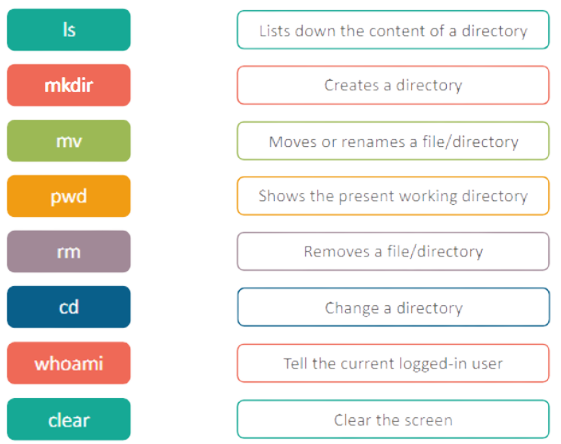 ls Lists down the content of a directory
mkdir Creates a directory
mv Moves or renames a file/directory
pwd Shows the present working directory
rm Removes a file/directory
cd Change a directory
whoami Tell the current logged-in user
clear Clear the screen